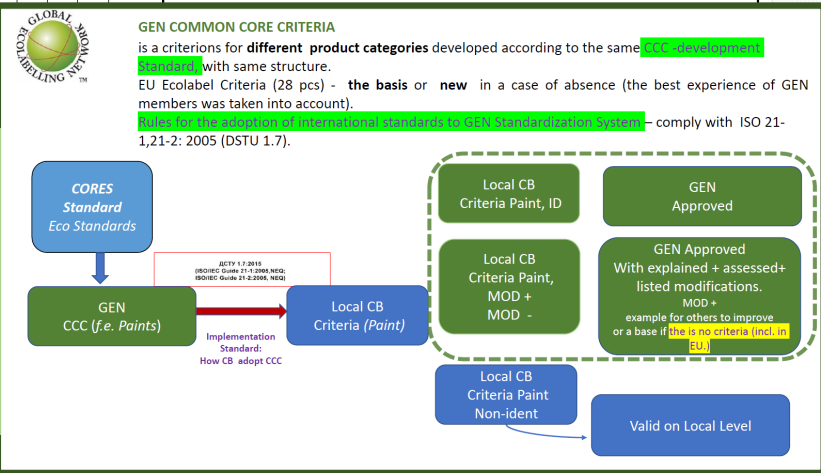 GLOBAL
ECOLABELLING NETWORK
TM
GEN COMMON CORE CRITERIA
is a criterions for different product categories developed according to the same CCC -development
Standard, with same structure.
EU Ecolabel Criteria (28 pcs) - the basis or new in a case of absence (the best experience of GEN
members was taken into account).
Rules for the adoption of international standards to GEN Standardization System – comply with ISO 21-
1,21-2: 2005 (DSTU 1.7).
CORES
Standard
Eco Standards
ДСТУ 1.7:2015
(ISO/IEC Guide 21-1:2005,NEQ;
ISO/IEC Guide 21-2:2005, NEQ)
GEN
CCC (f.e. Paints)
Implementation
Standard:
How CB adopt CCC
Local CB
Criteria (Paint)
Local CB
Criteria Paint, ID
GEN
Approved
Local CB
Criteria Paint,
MOD +
MOD -
GEN Approved
With explained + assessed+
listed modifications.
MOD +
example for others to improve
or a base if the is no criteria (incl. in
EU.)
Local CB
Criteria Paint
Non-ident
Valid on Local Level